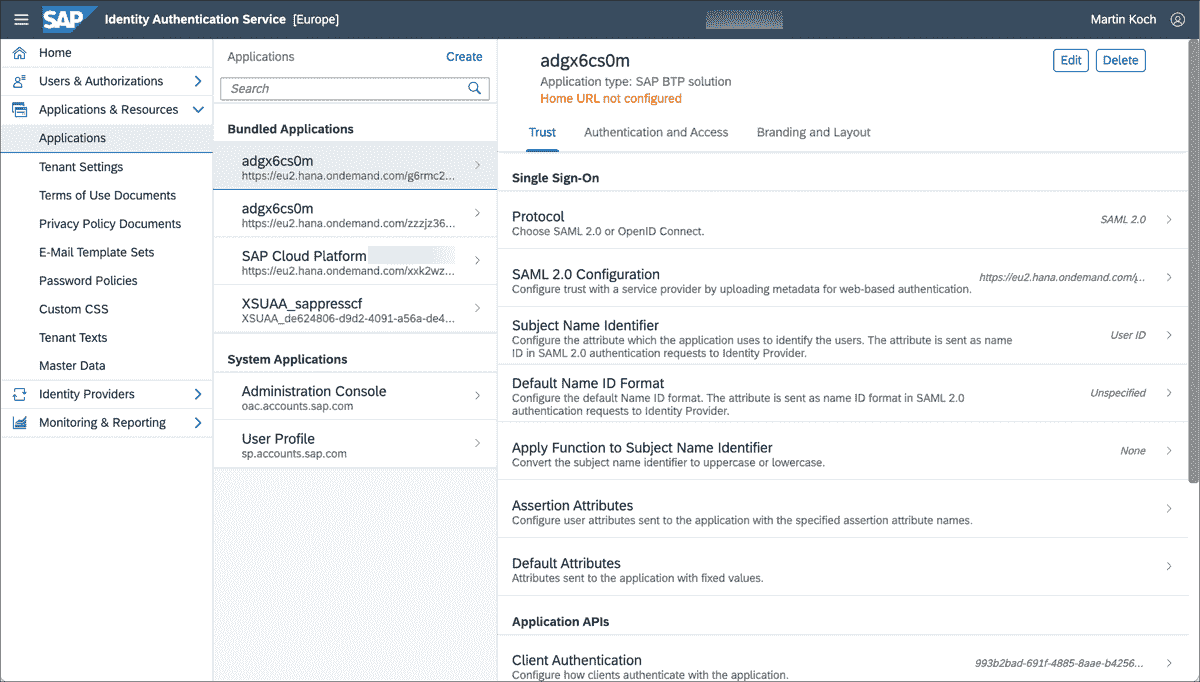 SAP Identity Authentication Service [Europe]
Martin Koch
Home
Users & Authorizations
Applications & Resources
Applications
Tenant Settings
Terms of Use Documents
Privacy Policy Documents
E-Mail Template Sets
Password Policies
Custom CSS
Tenant Texts
Master Data
Identity Providers
Monitoring & Reporting
Applications
Create
Search
Bundled Applications
adgx6cs0m
https://eu2.hana.ondemand.com/g6rmc2...
adgx6cs0m
https://eu2.hana.ondemand.com/zzzjz36...
SAP Cloud Platform
https://eu2.hana.ondemand.com/xxk2wz...
XSUAA_sappresscf
XSUAA_de624806-d9d2-4091-a56a-de4...
System Applications
Administration Console
oac.accounts.sap.com
User Profile
sp.accounts.sap.com
adgx6cs0m
Edit
Delete
Application type: SAP BTP solution
Home URL not configured
Trust
Authentication and Access
Branding and Layout
Single Sign-On
Protocol
Choose SAML 2.0 or OpenID Connect.
SAML 2.0
SAML 2.0 Configuration
Configure trust with a service provider by uploading metadata for web-based authentication.
https://eu2.hana.ondemand.com/...
Subject Name Identifier
Configure the attribute which the application uses to identify the users. The attribute is sent as name
ID in SAML 2.0 authentication requests to Identity Provider.
User ID
Default Name ID Format
Configure the default Name ID format. The attribute is sent as name ID format in SAML 2.0
authentication requests to Identity Provider.
Unspecified
Apply Function to Subject Name Identifier
Convert the subject name identifier to uppercase or lowercase.
None
Assertion Attributes
Configure user attributes sent to the application with the specified assertion attribute names.
Default Attributes
Attributes sent to the application with fixed values.
Application APIs
Client Authentication
Configure how clients authenticate with the application.
993b2bad-691f-4885-8aae-b4256...